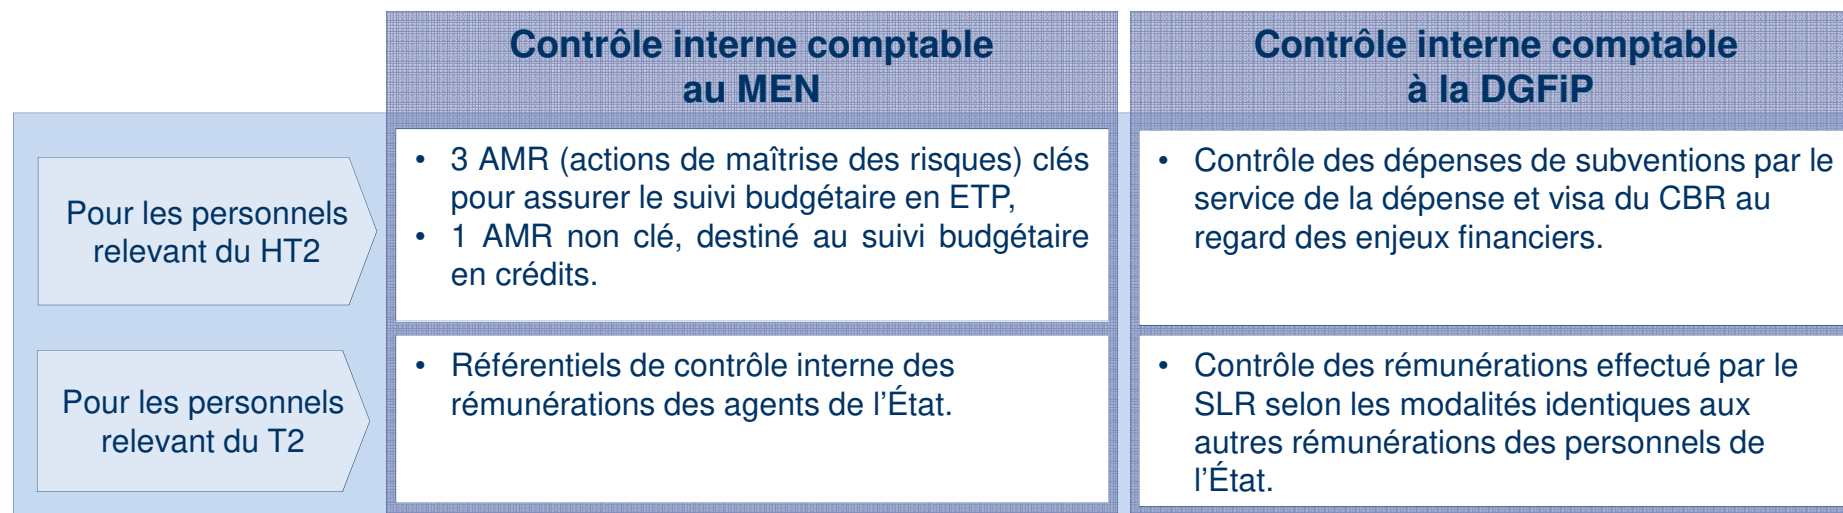 Contrôle interne comptable
au MEN
Contrôle interne comptable
à la DGFiP
Pour les personnels
relevant du HT2
• 3 AMR (actions de maîtrise des risques) clés
pour assurer le suivi budgétaire en ETP,
• 1 AMR non clé, destiné au suivi budgétaire
en crédits.
• Contrôle des dépenses de subventions par le
service de la dépense et visa du CBR au
regard des enjeux financiers.
Pour les personnels
relevant du T2
• Référentiels de contrôle interne des
rémunérations des agents de l’État.
• Contrôle des rémunérations effectué par le
SLR selon les modalités identiques aux
autres rémunérations des personnels de
l’État.